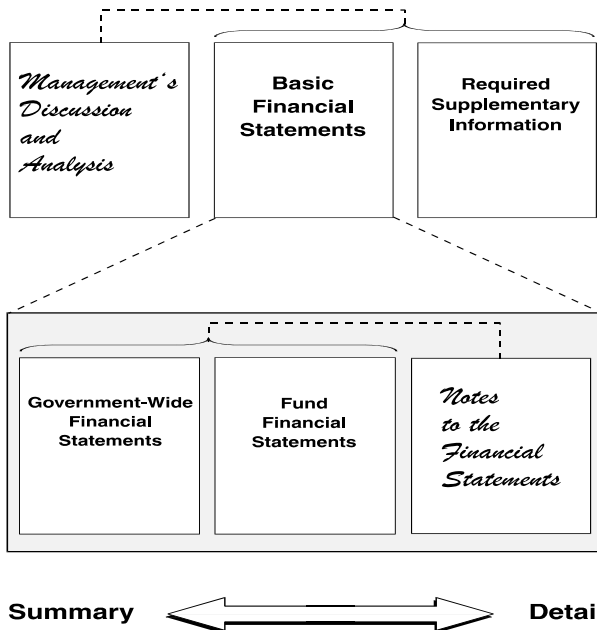 Management's
Discussion
and
Analysis
Basic
Financial
Statements
Required
Supplementary
Information
Government-Wide
Financial
Statements
Fund
Financial
Statements
Notes
to the
Financial
Statements
Summary
Detai